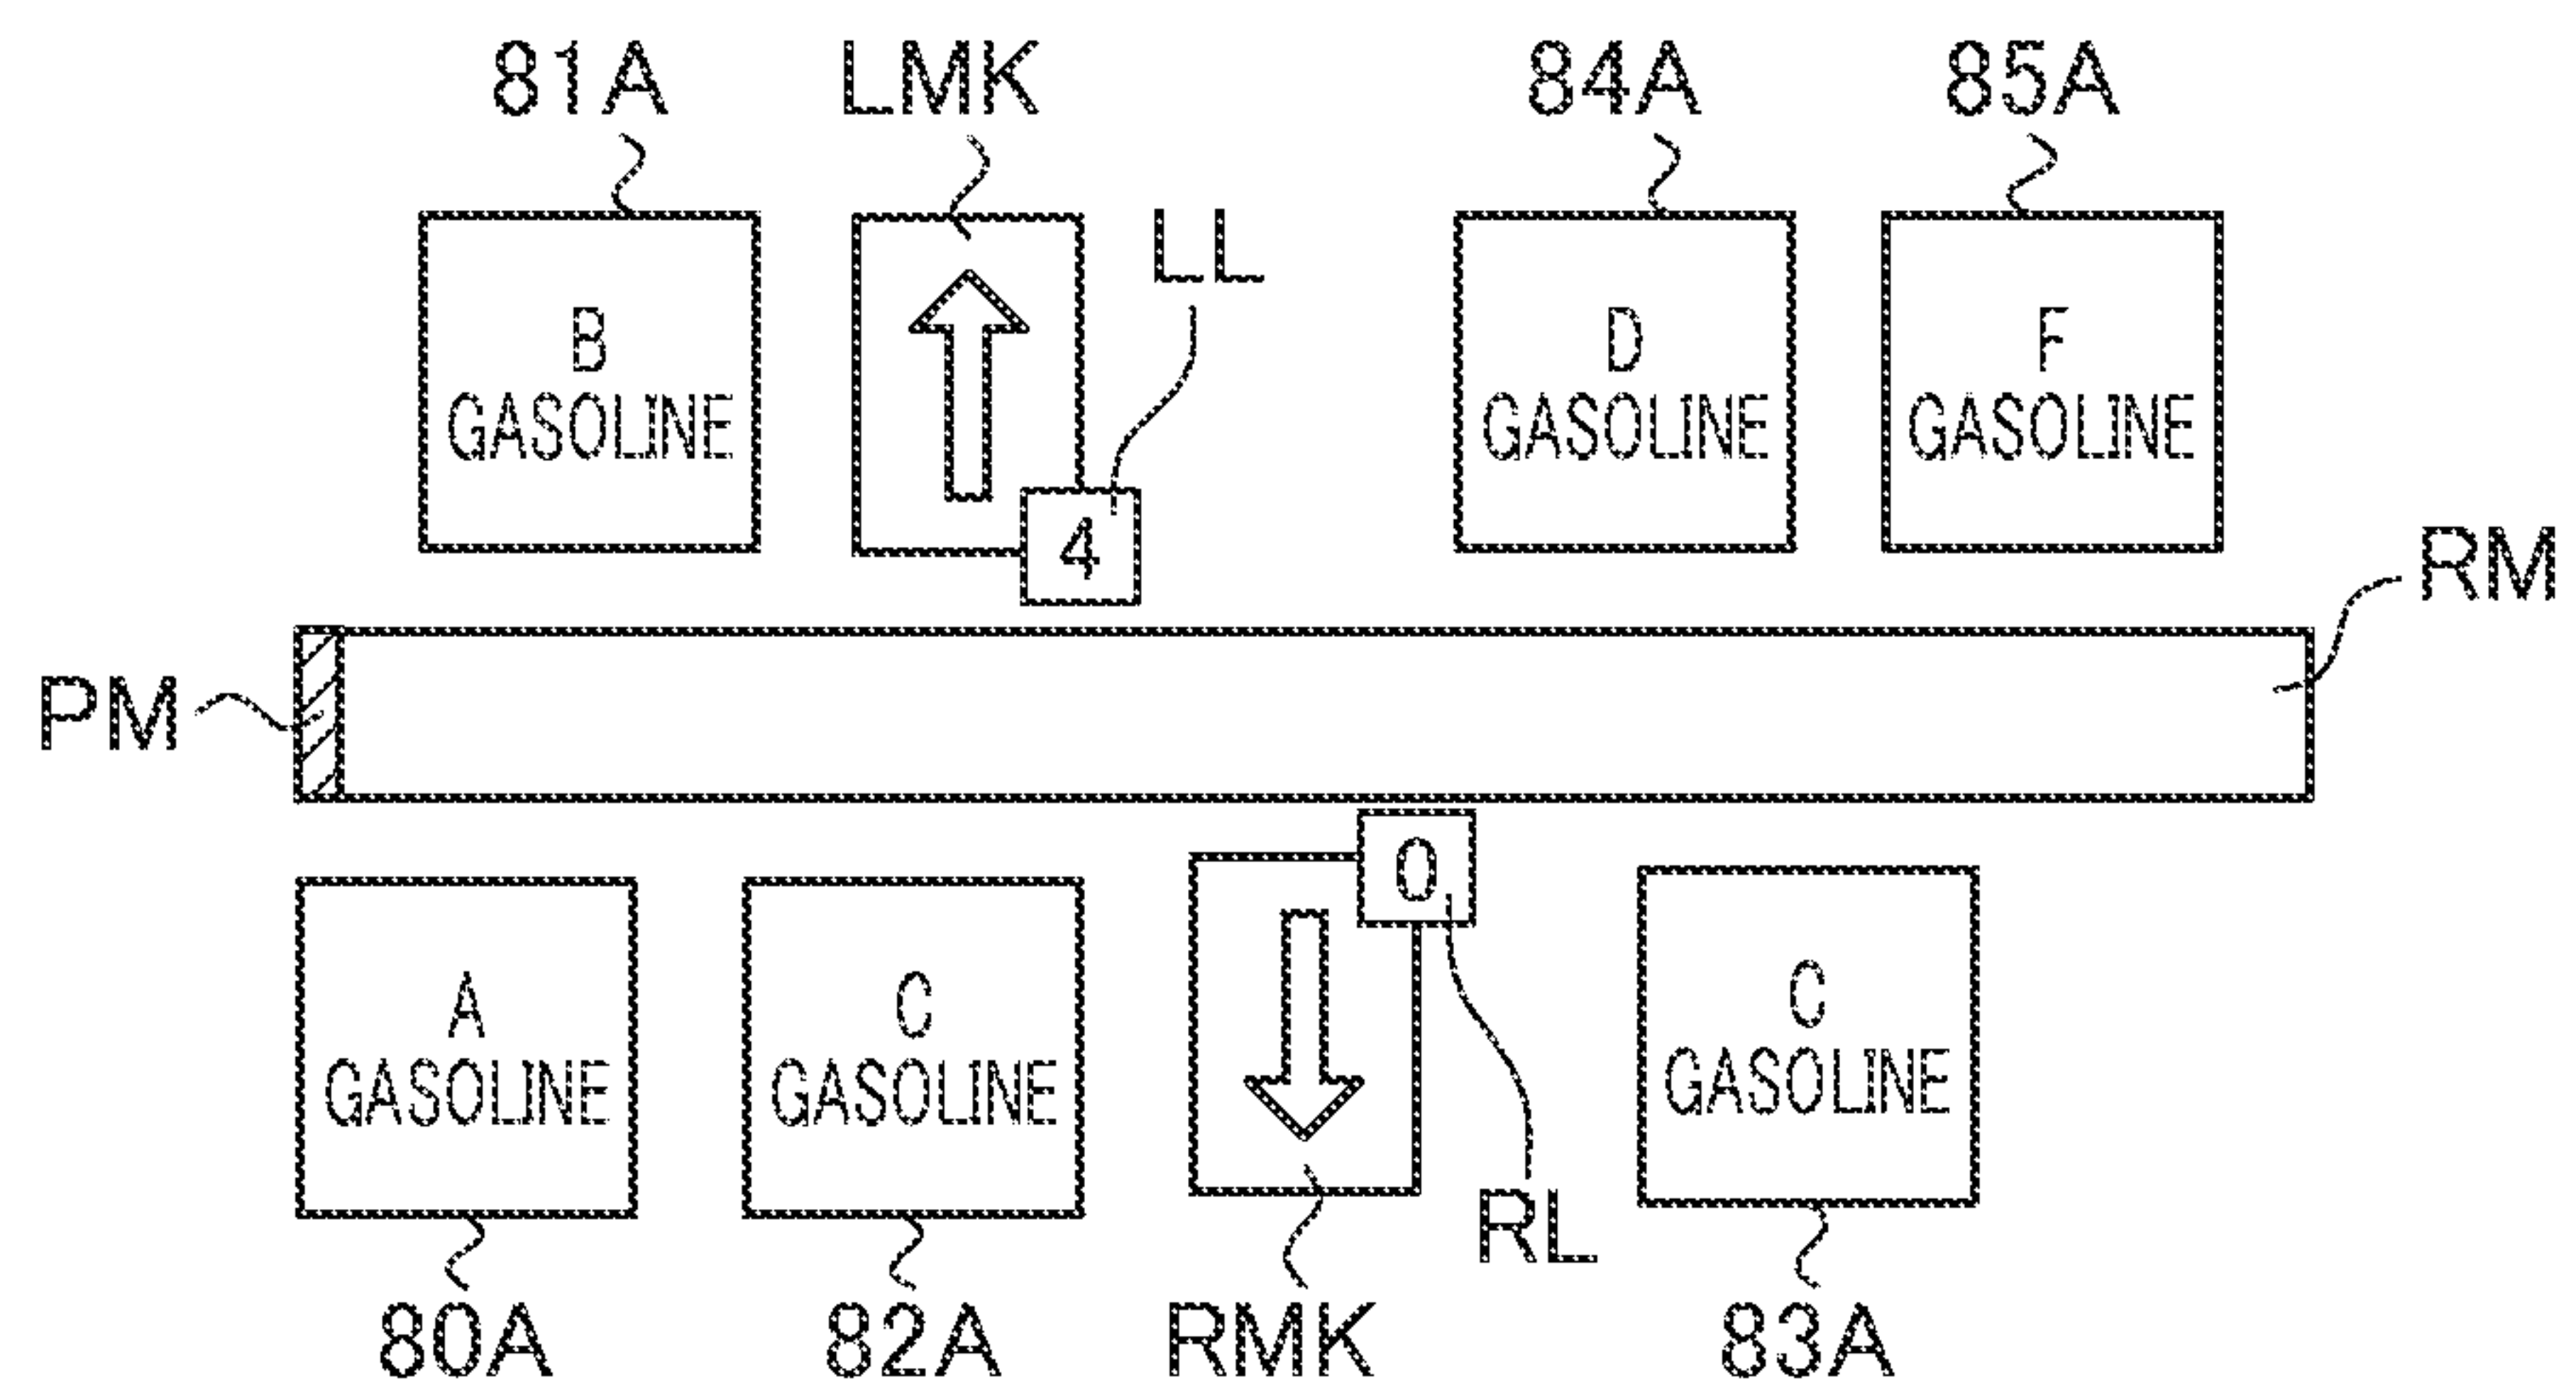 81A
LMK
84A
85A
LL
B
GASOLINE
D
GASOLINE
F
GASOLINE
4
RM
PM
0
A
GASOLINE
C
GASOLINE
C
GASOLINE
RL
80A
82A
RMK
83A